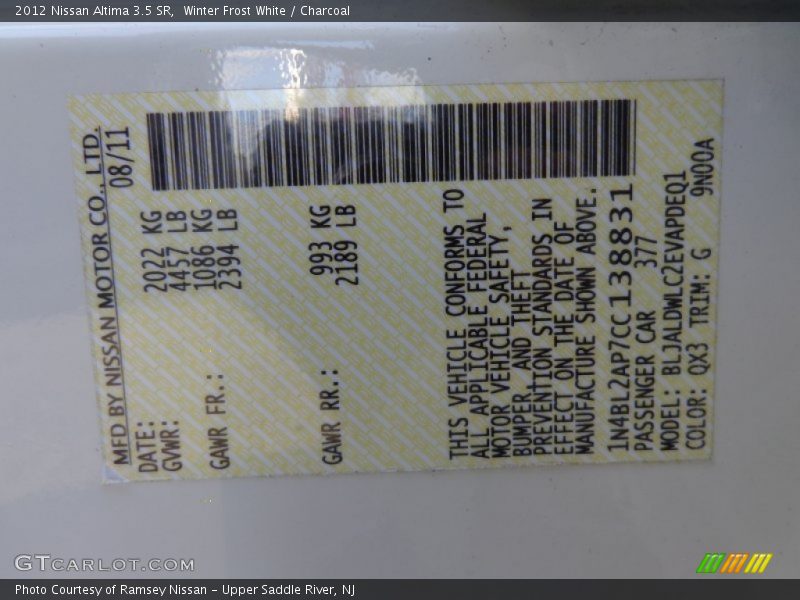 2012 Nissan Altima 3.5 SR,  Winter Frost White / Charcoal
MFD BY NISSAN MOTOR CO., LTD.
DATE: 08/11
GVWR: 2022 KG
4457 LB
GAWR FR.: 1086 KG
2394 LB
GAWR RR.: 993 KG
2189 LB
THIS VEHICLE CONFORMS TO
ALL APPLICABLE FEDERAL
MOTOR VEHICLE SAFETY,
BUMPER, AND THEFT
PREVENTION STANDARDS IN
EFFECT ON THE DATE OF
MANUFACTURE SHOWN ABOVE.
1N4BL2AP7CC138831
PASSENGER CAR 377
MODEL: BLJALDWLC2EVAPDEQ1
COLOR: QX3 TRIM: G 9N00A
GTCARLOT.COM
Photo Courtesy of Ramsey Nissan - Upper Saddle River, NJ